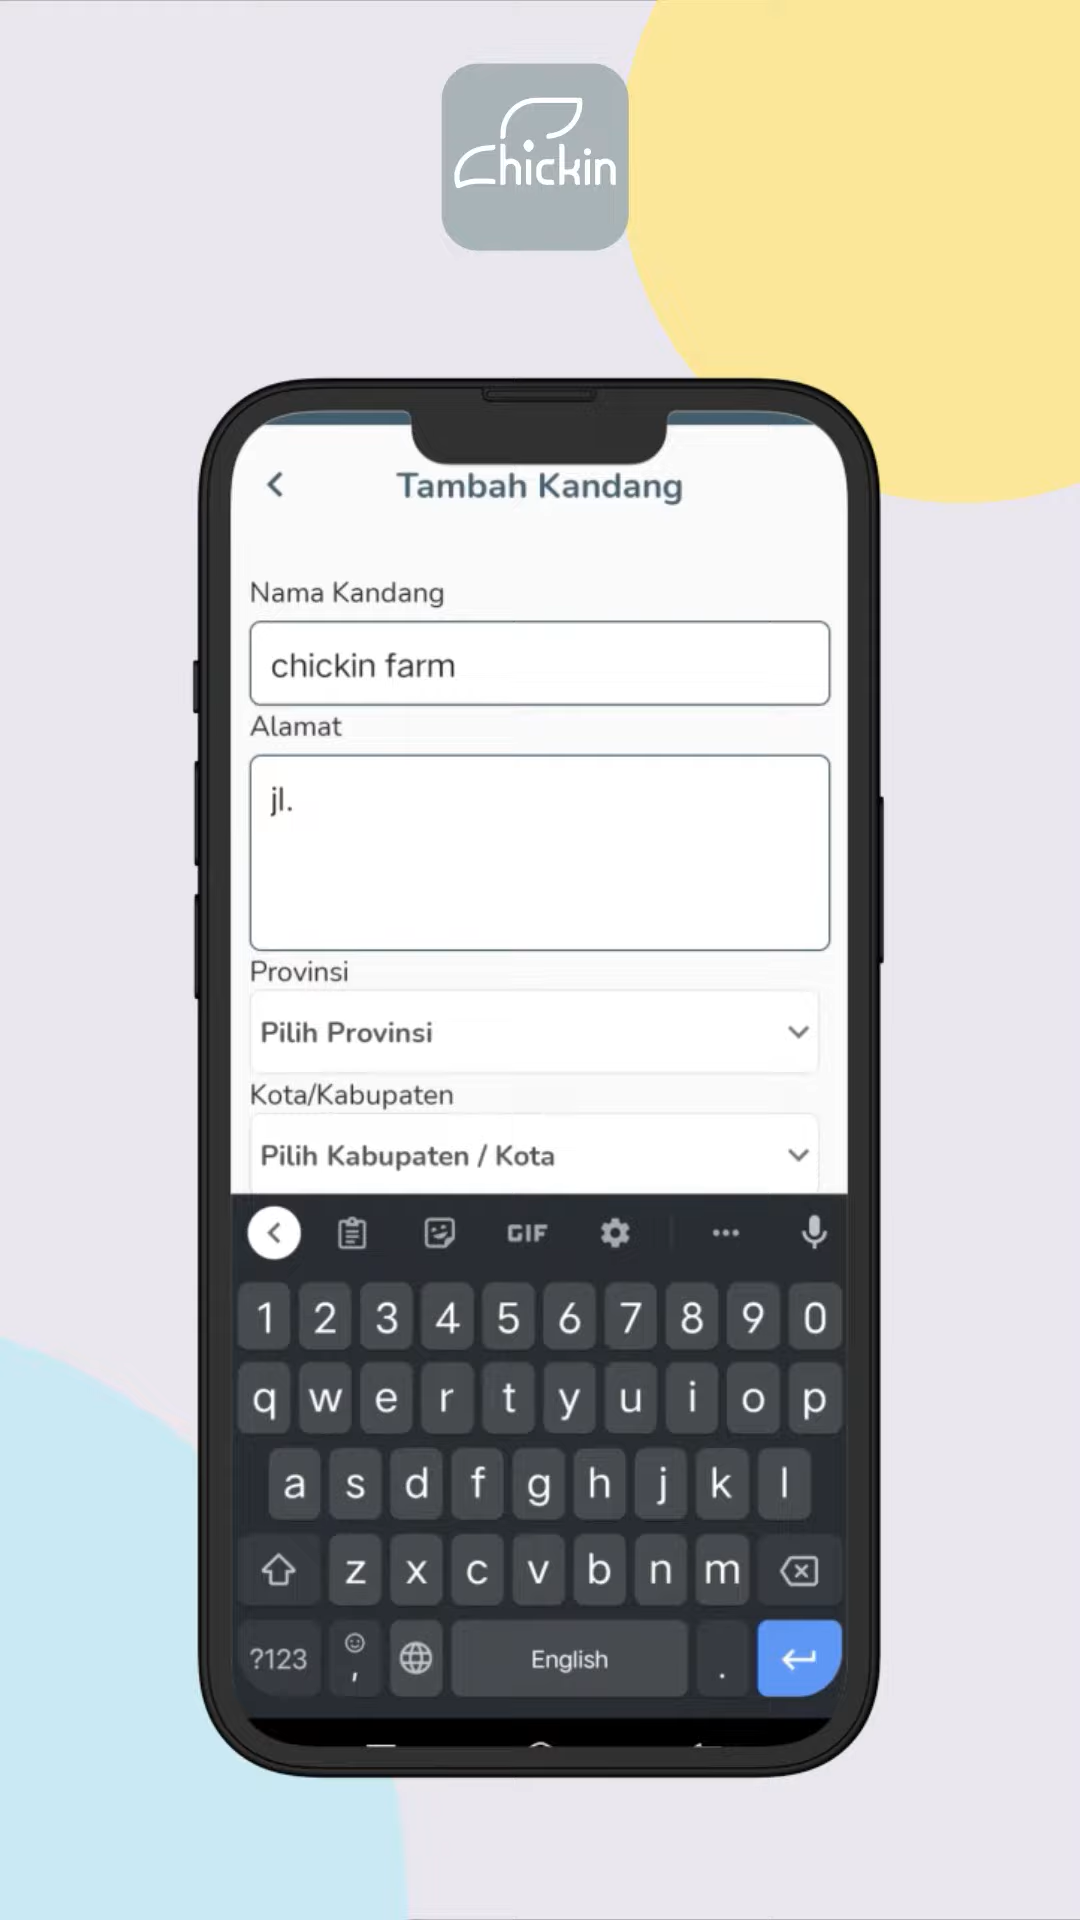 Chickin
Tambah Kandang
Nama Kandang
chickin farm
Alamat
jl.
Provinsi
Pilih Provinsi
Kota/Kabupaten
Pilih Kabupaten / Kota
GIF
1 2 3 4 5 6 7 8 9 0
q w e r t y u i o p
a s d f g h j k l
z x c v b n m
?123 , English .